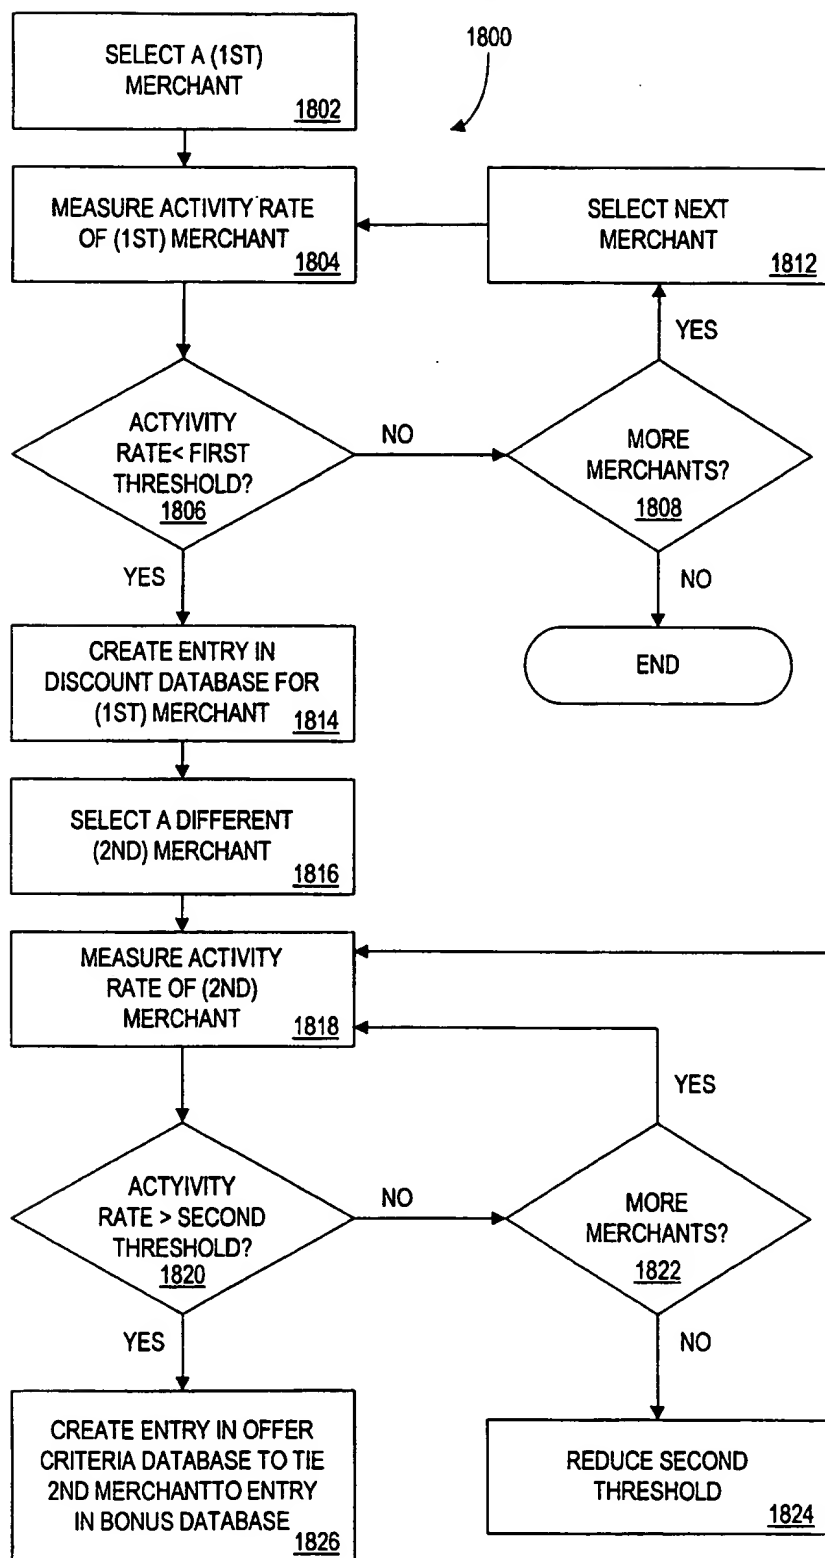 SELECT A (1ST)
MERCHANT
1802
1800
MEASURE ACTIVITY RATE
OF (1ST) MERCHANT
1804
SELECT NEXT
MERCHANT
1812
YES
ACTYIVITY
RATE< FIRST
THRESHOLD?
1806
NO
MORE
MERCHANTS?
1808
YES
NO
CREATE ENTRY IN
DISCOUNT DATABASE FOR
(1ST) MERCHANT
1814
END
SELECT A DIFFERENT
(2ND) MERCHANT
1816
MEASURE ACTIVITY
RATE OF (2ND)
MERCHANT
1818
YES
ACTYIVITY
RATE > SECOND
THRESHOLD?
1820
NO
MORE
MERCHANTS?
1822
YES
NO
CREATE ENTRY IN OFFER
CRITERIA DATABASE TO TIE
2ND MERCHANTTO ENTRY
IN BONUS DATABASE
1826
REDUCE SECOND
THRESHOLD
1824